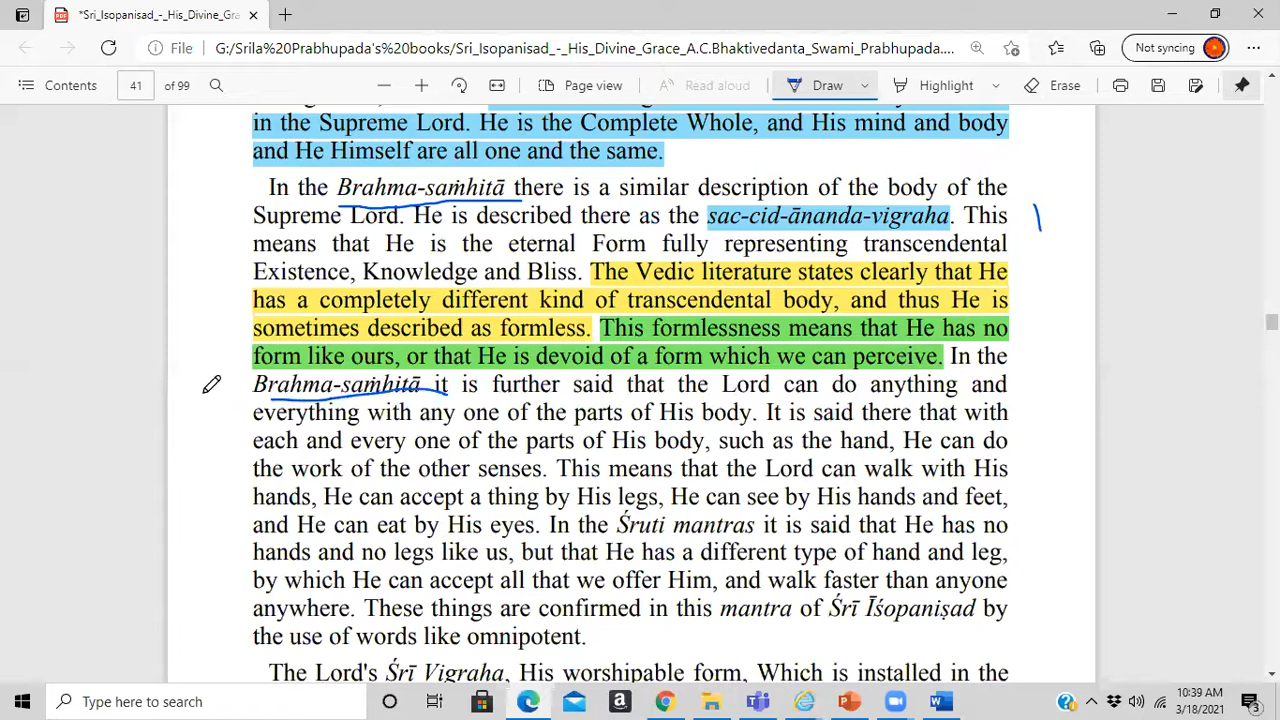 *Sri_Isopanisad_-_His_Divine_Gra
File
G:/Srila%20Prabhupada's%20books/Sri_Isopanisad_-_His_Divine_Grace_A.C.Bhaktivedanta_Swami_Prabhupada....
Not syncing
Contents
41
of 99
Page view
Read aloud
Draw
Highlight
Erase
in the Supreme Lord. He is the Complete Whole, and His mind and body
and He Himself are all one and the same.
In the Brahma-saṁhitā there is a similar description of the body of the
Supreme Lord. He is described there as the sac-cid-ānanda-vigraha. This
means that He is the eternal Form fully representing transcendental
Existence, Knowledge and Bliss. The Vedic literature states clearly that He
has a completely different kind of transcendental body, and thus He is
sometimes described as formless. This formlessness means that He has no
form like ours, or that He is devoid of a form which we can perceive. In the
Brahma-saṁhitā it is further said that the Lord can do anything and
everything with any one of the parts of His body. It is said there that with
each and every one of the parts of His body, such as the hand, He can do
the work of the other senses. This means that the Lord can walk with His
hands, He can accept a thing by His legs, He can see by His hands and feet,
and He can eat by His eyes. In the Śruti mantras it is said that He has no
hands and no legs like us, but that He has a different type of hand and leg,
by which He can accept all that we offer Him, and walk faster than anyone
anywhere. These things are confirmed in this mantra of Śrī Īśopaniṣad by
the use of words like omnipotent.
The Lord's Śrī Vigraha, His worshipable form, Which is installed in the
Type here to search
10:39 AM
3/18/2021
3